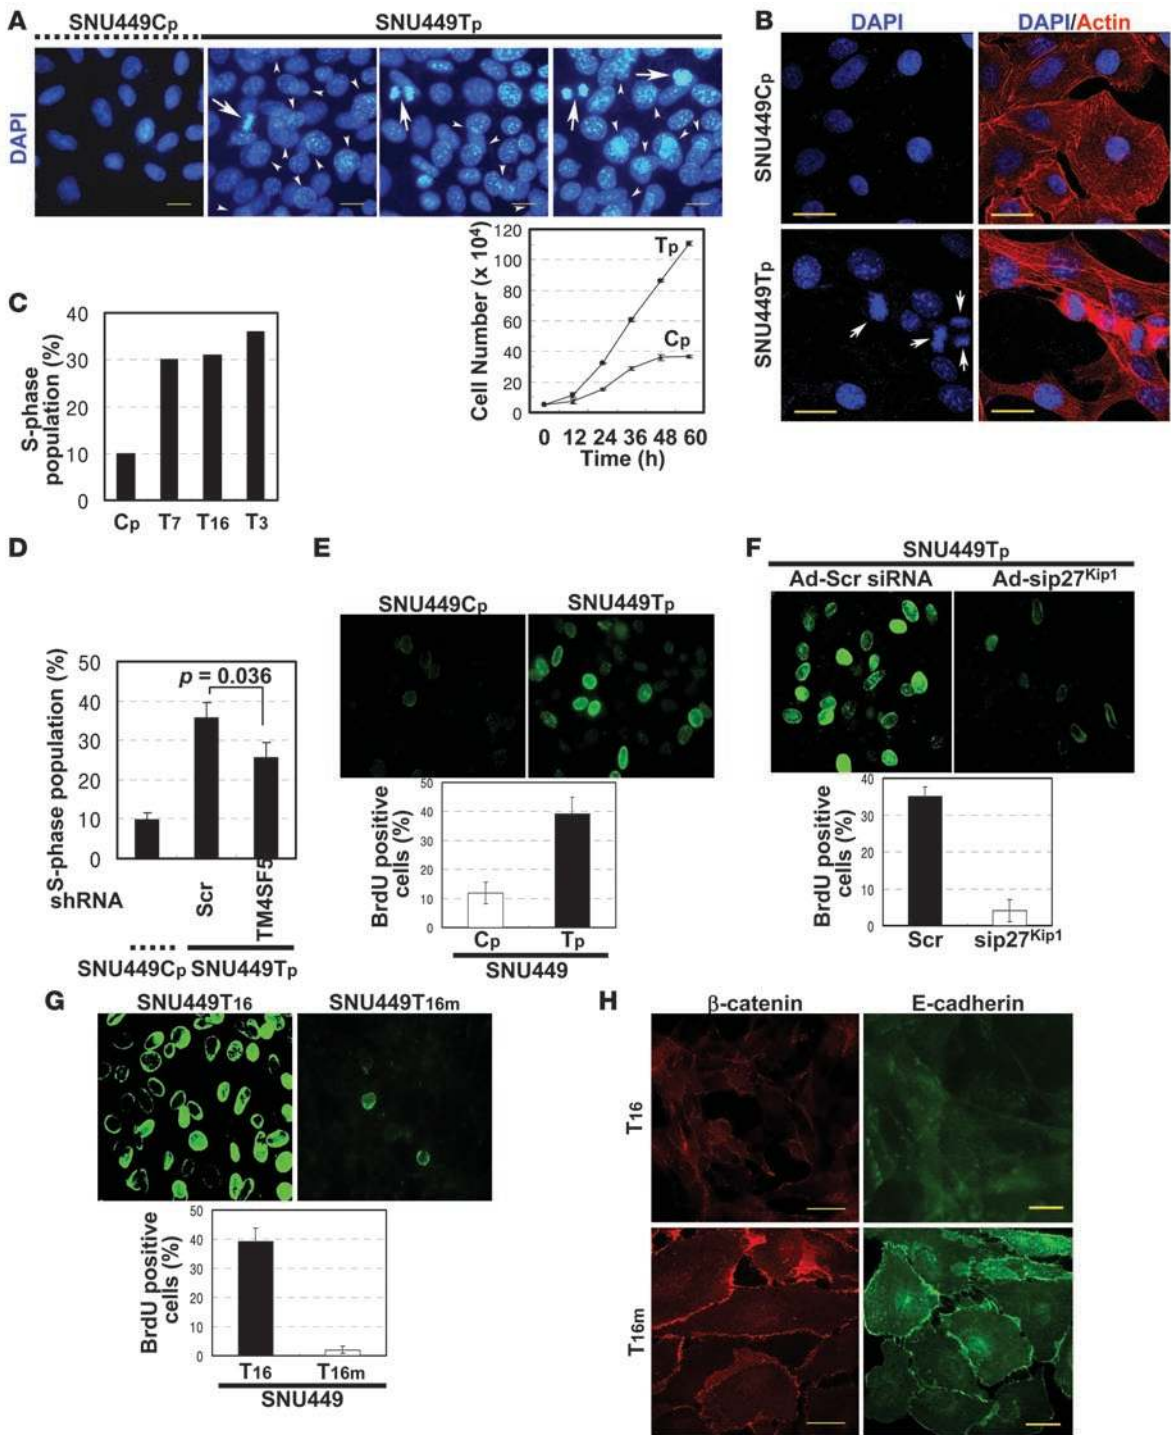 A
SNU449Cp
SNU449Tp
DAPI
120
100
80
60
40
20
0
Cell Number (x 10⁴)
Tp
Cp
0 12 24 36 48 60
Time (h)
B
DAPI
DAPI/Actin
SNU449Cp
SNU449Tp
C
40
30
20
10
0
S-phase
population (%)
Cp T7 T16 T3
D
50
40
30
20
10
0
S-phase population (%)
p = 0.036
shRNA
Scr
TM4SF5
SNU449Cp SNU449Tp
E
SNU449Cp
SNU449Tp
50
40
30
20
10
0
BrdU positive
cells (%)
Cp Tp
SNU449
F
SNU449Tp
Ad-Scr siRNA
Ad-sip27Kip1
40
30
20
10
0
BrdU positive
cells (%)
Scr sip27Kip1
G
SNU449T16
SNU449T16m
50
40
30
20
10
0
BrdU positive
cells (%)
T16 T16m
SNU449
H
β-catenin
E-cadherin
T16
T16m